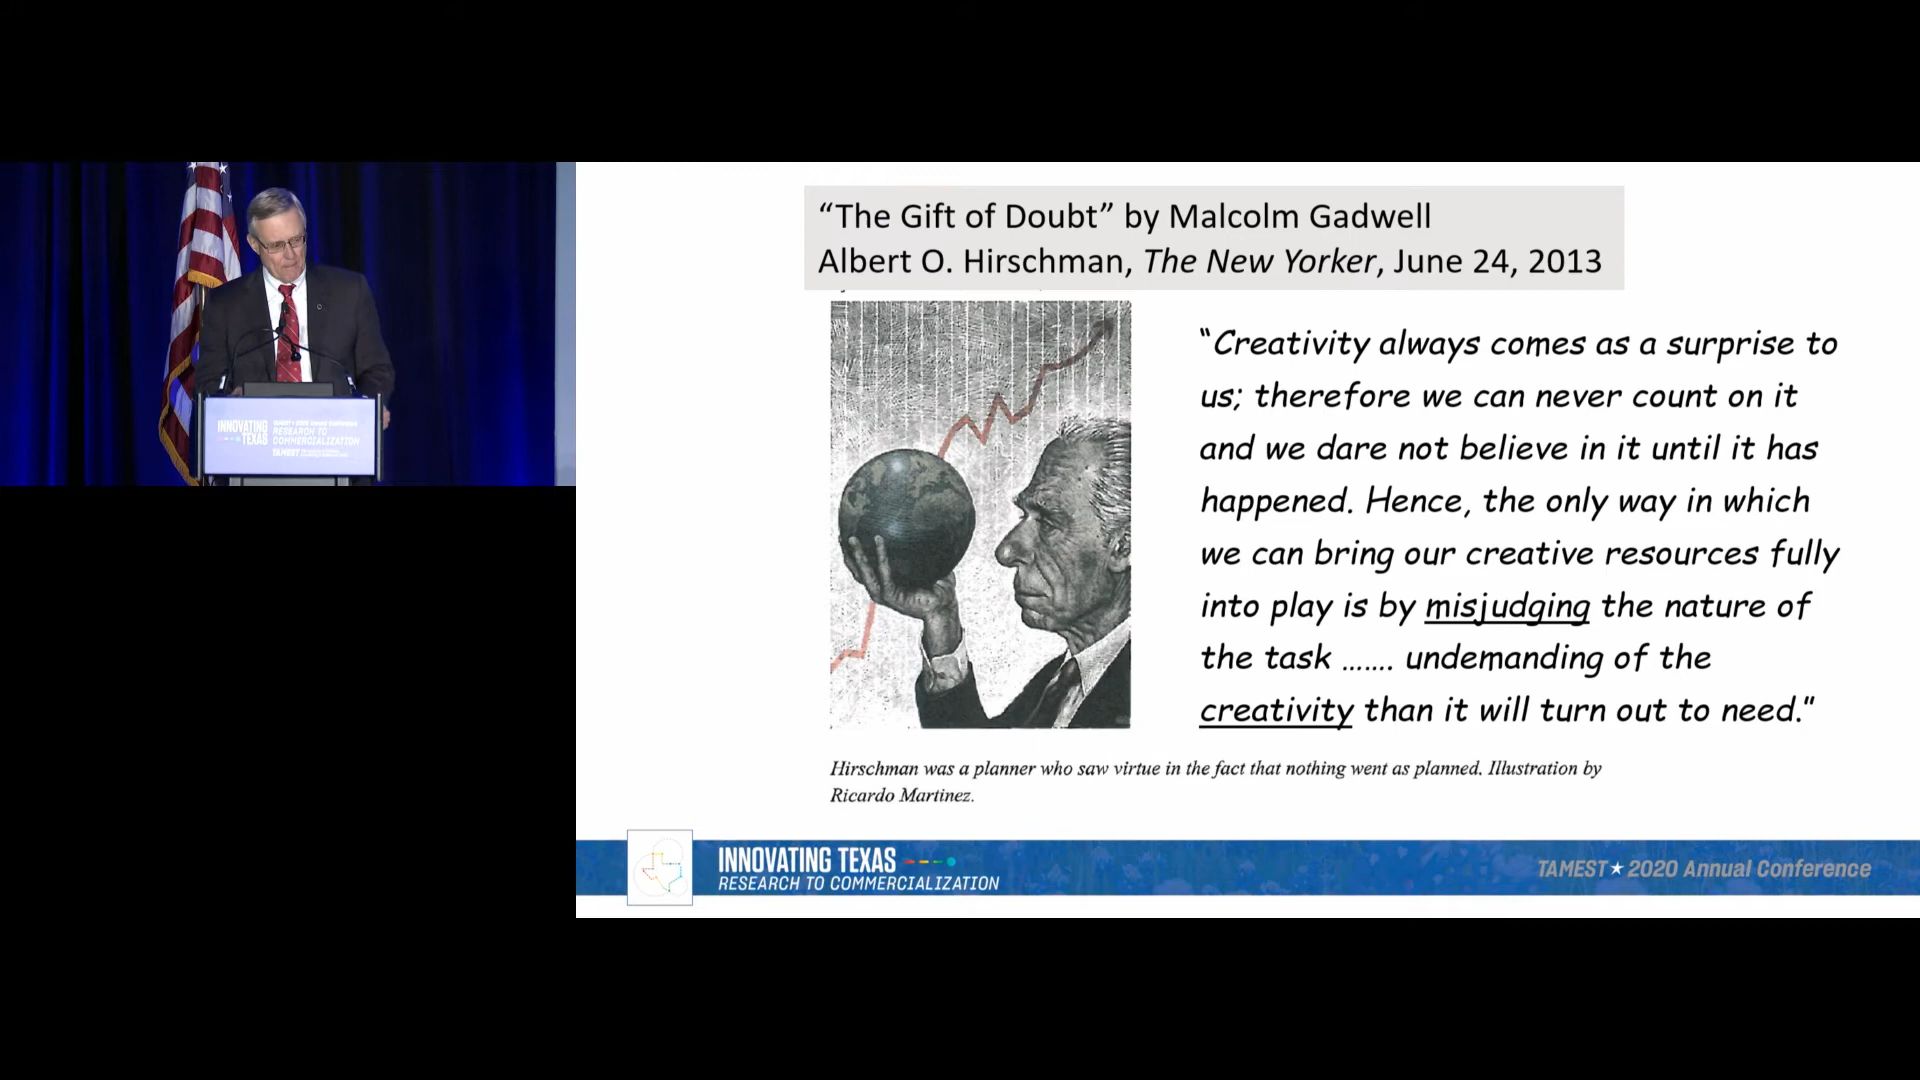 “The Gift of Doubt” by Malcolm Gadwell
Albert O. Hirschman, The New Yorker, June 24, 2013
“Creativity always comes as a surprise to
us; therefore we can never count on it
and we dare not believe in it until it has
happened. Hence, the only way in which
we can bring our creative resources fully
into play is by misjudging the nature of
the task ……. undemanding of the
creativity than it will turn out to need.”
Hirschman was a planner who saw virtue in the fact that nothing went as planned. Illustration by
Ricardo Martinez.
INNOVATING TEXAS
RESEARCH TO COMMERCIALIZATION
TAMEST★2020 Annual Conference
INNOVATING
TEXAS
RESEARCH TO
COMMERCIALIZATION
TAMEST